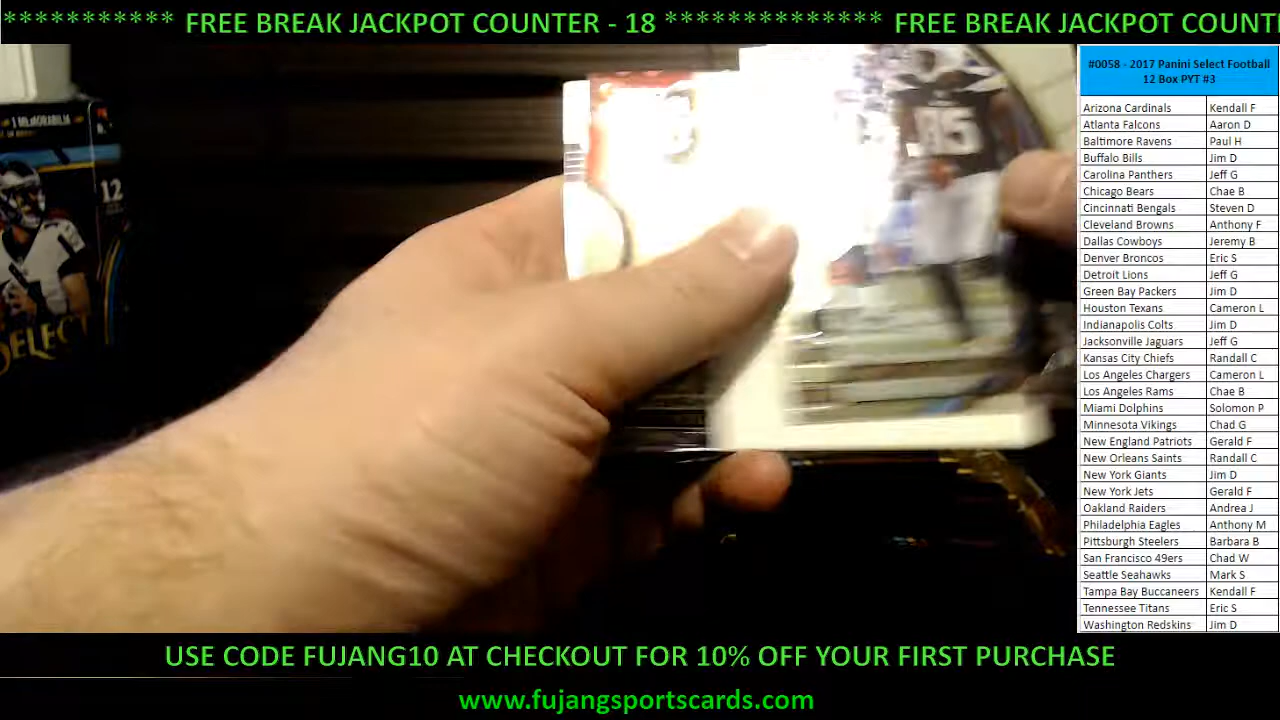 *********** FREE BREAK JACKPOT COUNTER - 18 ************** FREE BREAK JACKPOT COUNT
#0058 - 2017 Panini Select Football
12 Box PYT #3
Arizona Cardinals Kendall F
Atlanta Falcons Aaron D
Baltimore Ravens Paul H
Buffalo Bills Jim D
Carolina Panthers Jeff G
Chicago Bears Chae B
Cincinnati Bengals Steven D
Cleveland Browns Anthony F
Dallas Cowboys Jeremy B
Denver Broncos Eric S
Detroit Lions Jeff G
Green Bay Packers Jim D
Houston Texans Cameron L
Indianapolis Colts Jim D
Jacksonville Jaguars Jeff G
Kansas City Chiefs Randall C
Los Angeles Chargers Cameron L
Los Angeles Rams Chae B
Miami Dolphins Solomon P
Minnesota Vikings Chad G
New England Patriots Gerald F
New Orleans Saints Randall C
New York Giants Jim D
New York Jets Gerald F
Oakland Raiders Andrea J
Philadelphia Eagles Anthony M
Pittsburgh Steelers Barbara B
San Francisco 49ers Chad W
Seattle Seahawks Mark S
Tampa Bay Buccaneers Kendall F
Tennessee Titans Eric S
Washington Redskins Jim D
1 MEMORABILIA
12
SELECT
85
USE CODE FUJANG10 AT CHECKOUT FOR 10% OFF YOUR FIRST PURCHASE
www.fujangsportscards.com